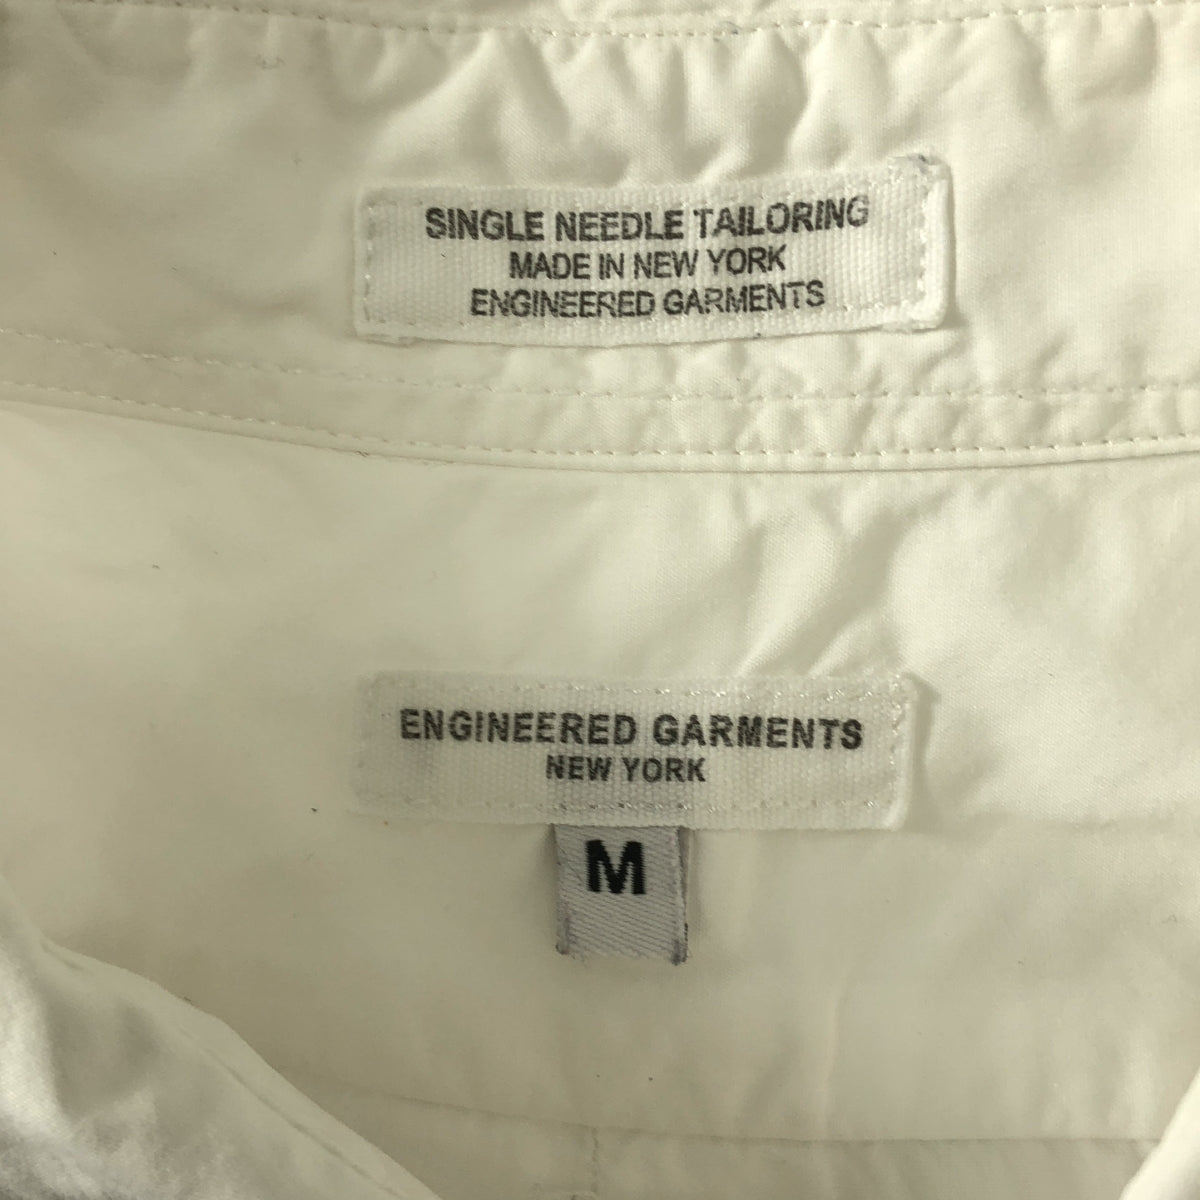 SINGLE NEEDLE TAILORING
MADE IN NEW YORK
ENGINEERED GARMENTS
ENGINEERED GARMENTS
NEW YORK
M